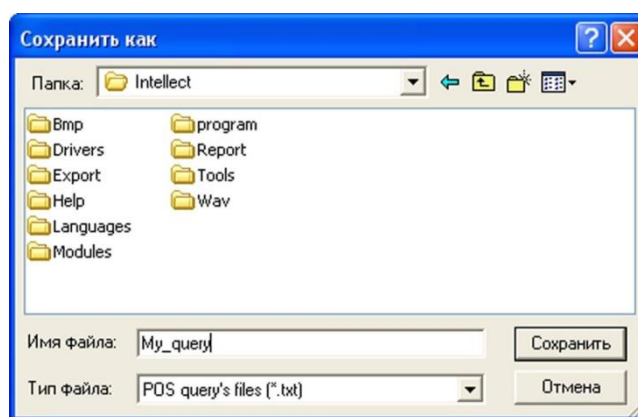 Сохранить как
Папка: Intellect
Bmp program
Drivers Report
Export Tools
Help Wav
Languages
Modules
Имя файла: My_query Сохранить
Тип файла: POS query's files (*.txt) Отмена